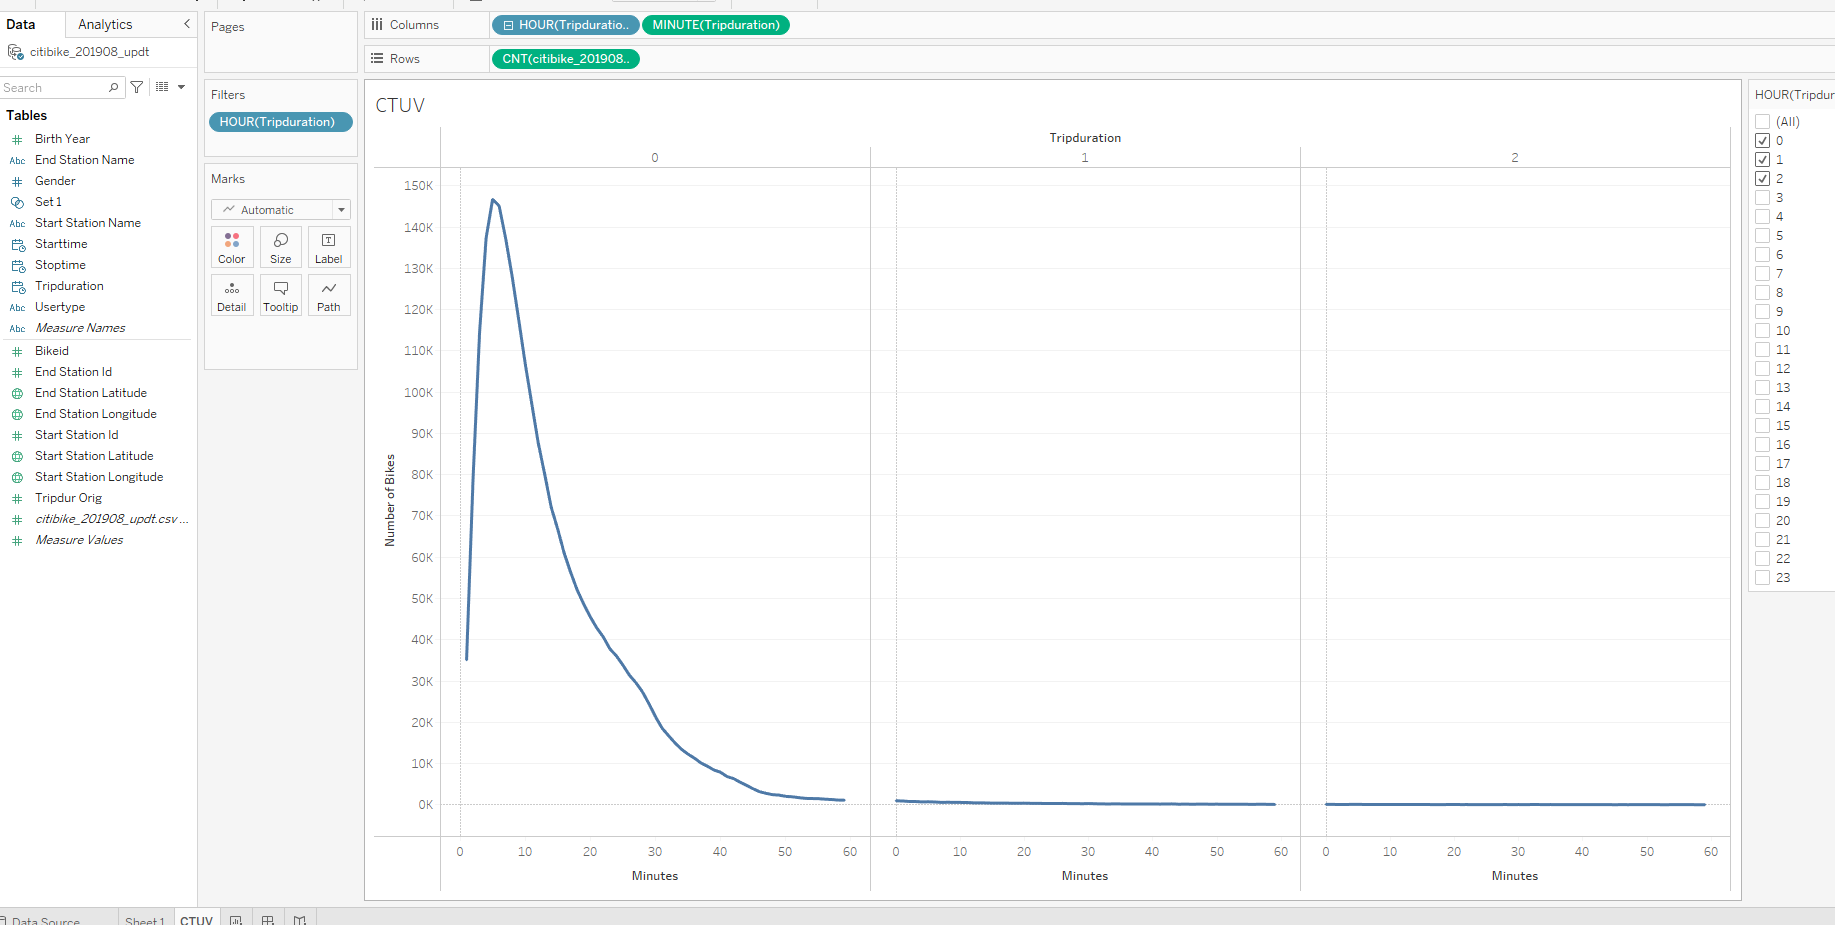 Data
Analytics
citibike_201908_updt
Search
Tables
Birth Year
Abc End Station Name
Gender
Set 1
Abc Start Station Name
Starttime
Stoptime
Tripduration
Abc Usertype
Abc Measure Names
Bikeid
End Station Id
End Station Latitude
End Station Longitude
Start Station Id
Start Station Latitude
Start Station Longitude
Tripdur Orig
citibike_201908_updt.csv ...
Measure Values
Pages
Filters
HOUR(Tripduration)
Marks
Automatic
Color Size Label
Detail Tooltip Path
Columns HOUR(Tripduratio.. MINUTE(Tripduration)
Rows CNT(citibike_201908..
CTUV
Tripduration
0 1 2
Number of Bikes
150K
140K
130K
120K
110K
100K
90K
80K
70K
60K
50K
40K
30K
20K
10K
0K
0 10 20 30 40 50 60 0 10 20 30 40 50 60 0 10 20 30 40 50 60
Minutes Minutes Minutes
HOUR(Tripdur
(All)
0
1
2
3
4
5
6
7
8
9
10
11
12
13
14
15
16
17
18
19
20
21
22
23
Data Source Sheet 1 CTUV